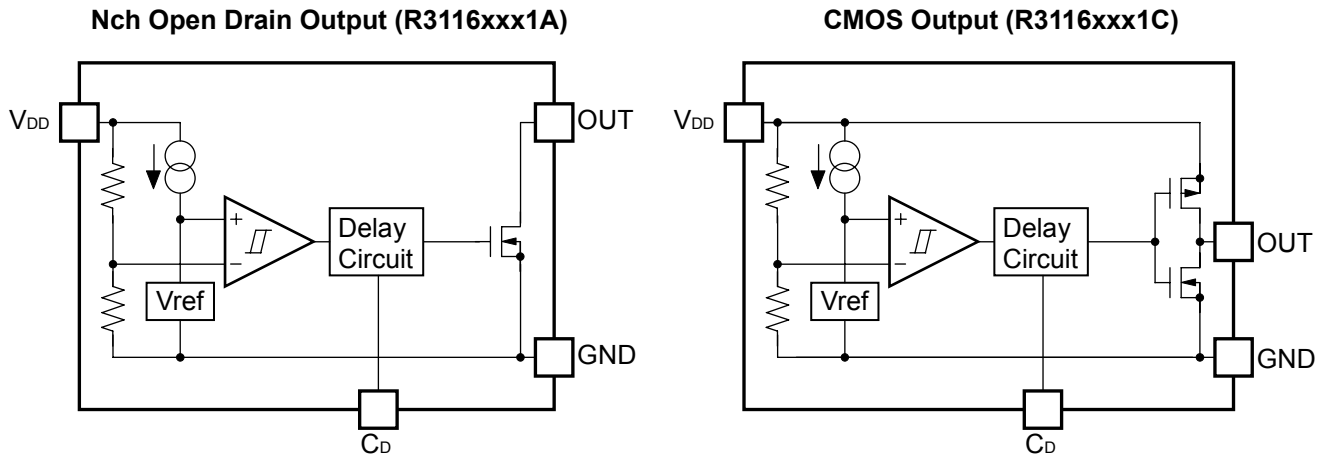 Nch Open Drain Output (R3116xxx1A)
VDD
OUT
+
−
Delay
Circuit
Vref
GND
CD
CMOS Output (R3116xxx1C)
VDD
+
−
Delay
Circuit
OUT
Vref
GND
CD